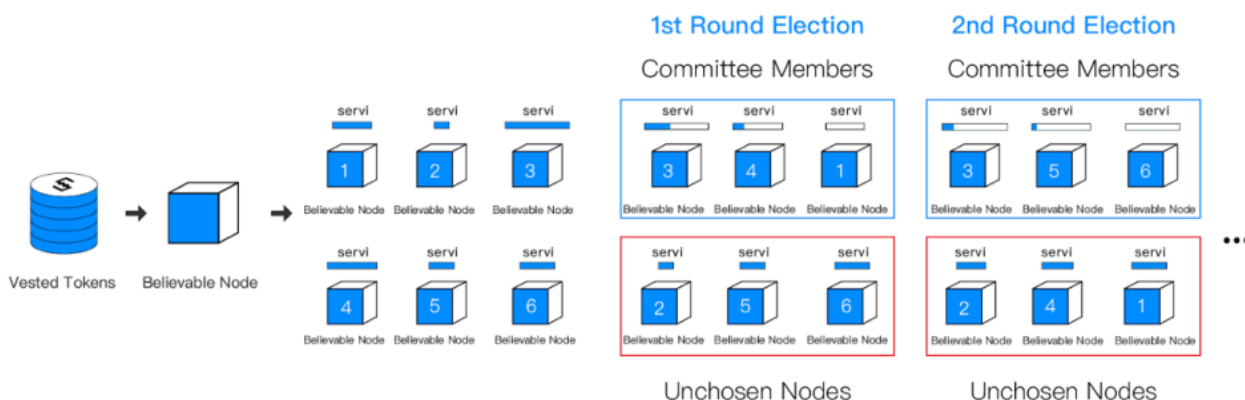 1st Round Election
2nd Round Election
Committee Members
Committee Members
servi servi servi
servi servi servi
servi servi servi
1 2 3
3 4 1
3 5 6
Believable Node Believable Node Believable Node
Believable Node Believable Node Believable Node
Believable Node Believable Node Believable Node
Vested Tokens
Believable Node
servi servi servi
servi servi servi
servi servi servi
4 5 6
2 5 6
2 4 1
Believable Node Believable Node Believable Node
Believable Node Believable Node Believable Node
Believable Node Believable Node Believable Node
...
Unchosen Nodes
Unchosen Nodes